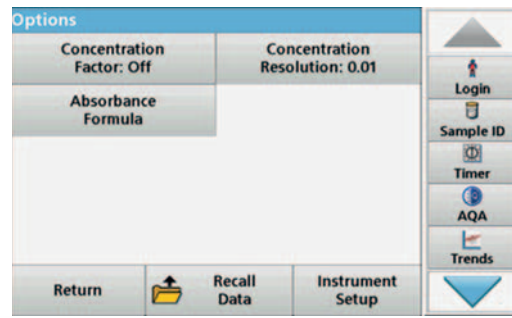 Options
Concentration
Factor: Off
Concentration
Resolution: 0.01
Absorbance
Formula
Login
Sample ID
Timer
AQA
Trends
Return
Recall
Data
Instrument
Setup